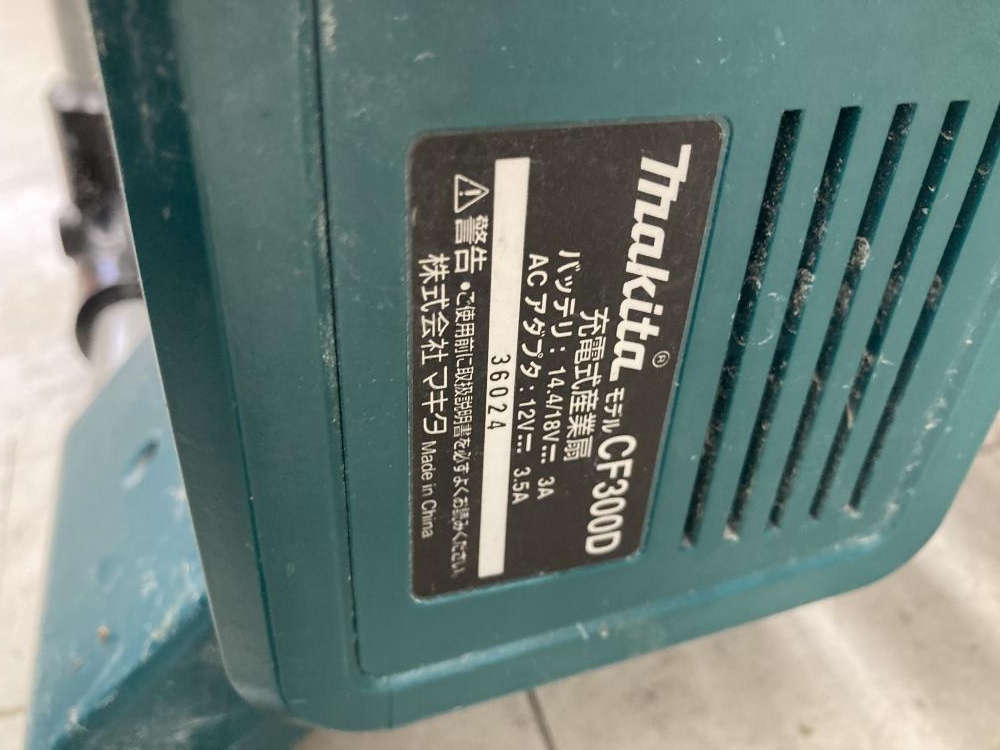 makita® モデル CF300D
充電式産業扇
バッテリ : 14.4/18V⎓ 3A
ACアダプタ : 12V⎓ 3.5A
36024
⚠警告 •ご使用前に取扱説明書を必ずよくお読みください。
株式会社マキタ Made in China